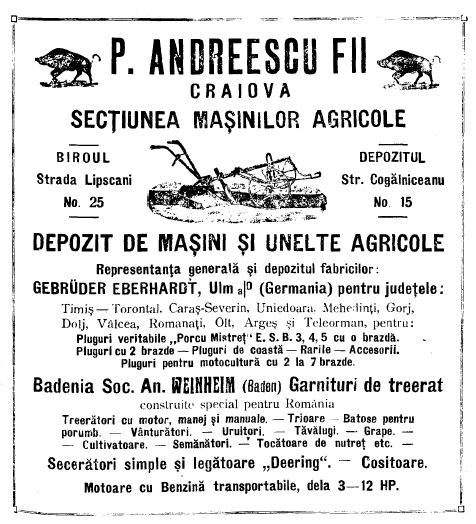 P. ANDREESCU FII
CRAIOVA
SECȚIUNEA MAȘINILOR AGRICOLE
BIROUL
Strada Lipscani
No. 25
DEPOZITUL
Str. Cogălniceanu
No. 15
DEPOZIT DE MAȘINI ȘI UNELTE AGRICOLE
Reprezentanța generală și depozitul fabricilor:
GEBRÜDER EBERHARDT, Ulm a|D (Germania) pentru județele:
Timiș—Torontal, Caraș-Severin, Uniedoara, Mehedinți, Gorj,
Dolj, Vâlcea, Romanați, Olt, Argeș și Teleorman, pentru:
Pluguri veritabile „Porcu Mistreț" E. S. B. 3, 4, 5 cu o brazdă.
Pluguri cu 2 brazde — Pluguri de coastă — Rarile — Accesorii.
Pluguri pentru motocultură cu 2 la 7 brazde.
Badenia Soc. An. WEINHEIM (Baden) Garnituri de treerat
construite special pentru România
Treerători cu motor, manej și manuale. — Trioare — Batose pentru
porumb. — Vânturători. — Uruitori. — Tăvălugi. — Grape. —
— Cultivatoare. — Semănători. — Tocătoare de nutreț etc. —
Secerători simple și legătoare „Deering". — Cositoare.
Motoare cu Benzină transportabile, dela 3—12 HP.